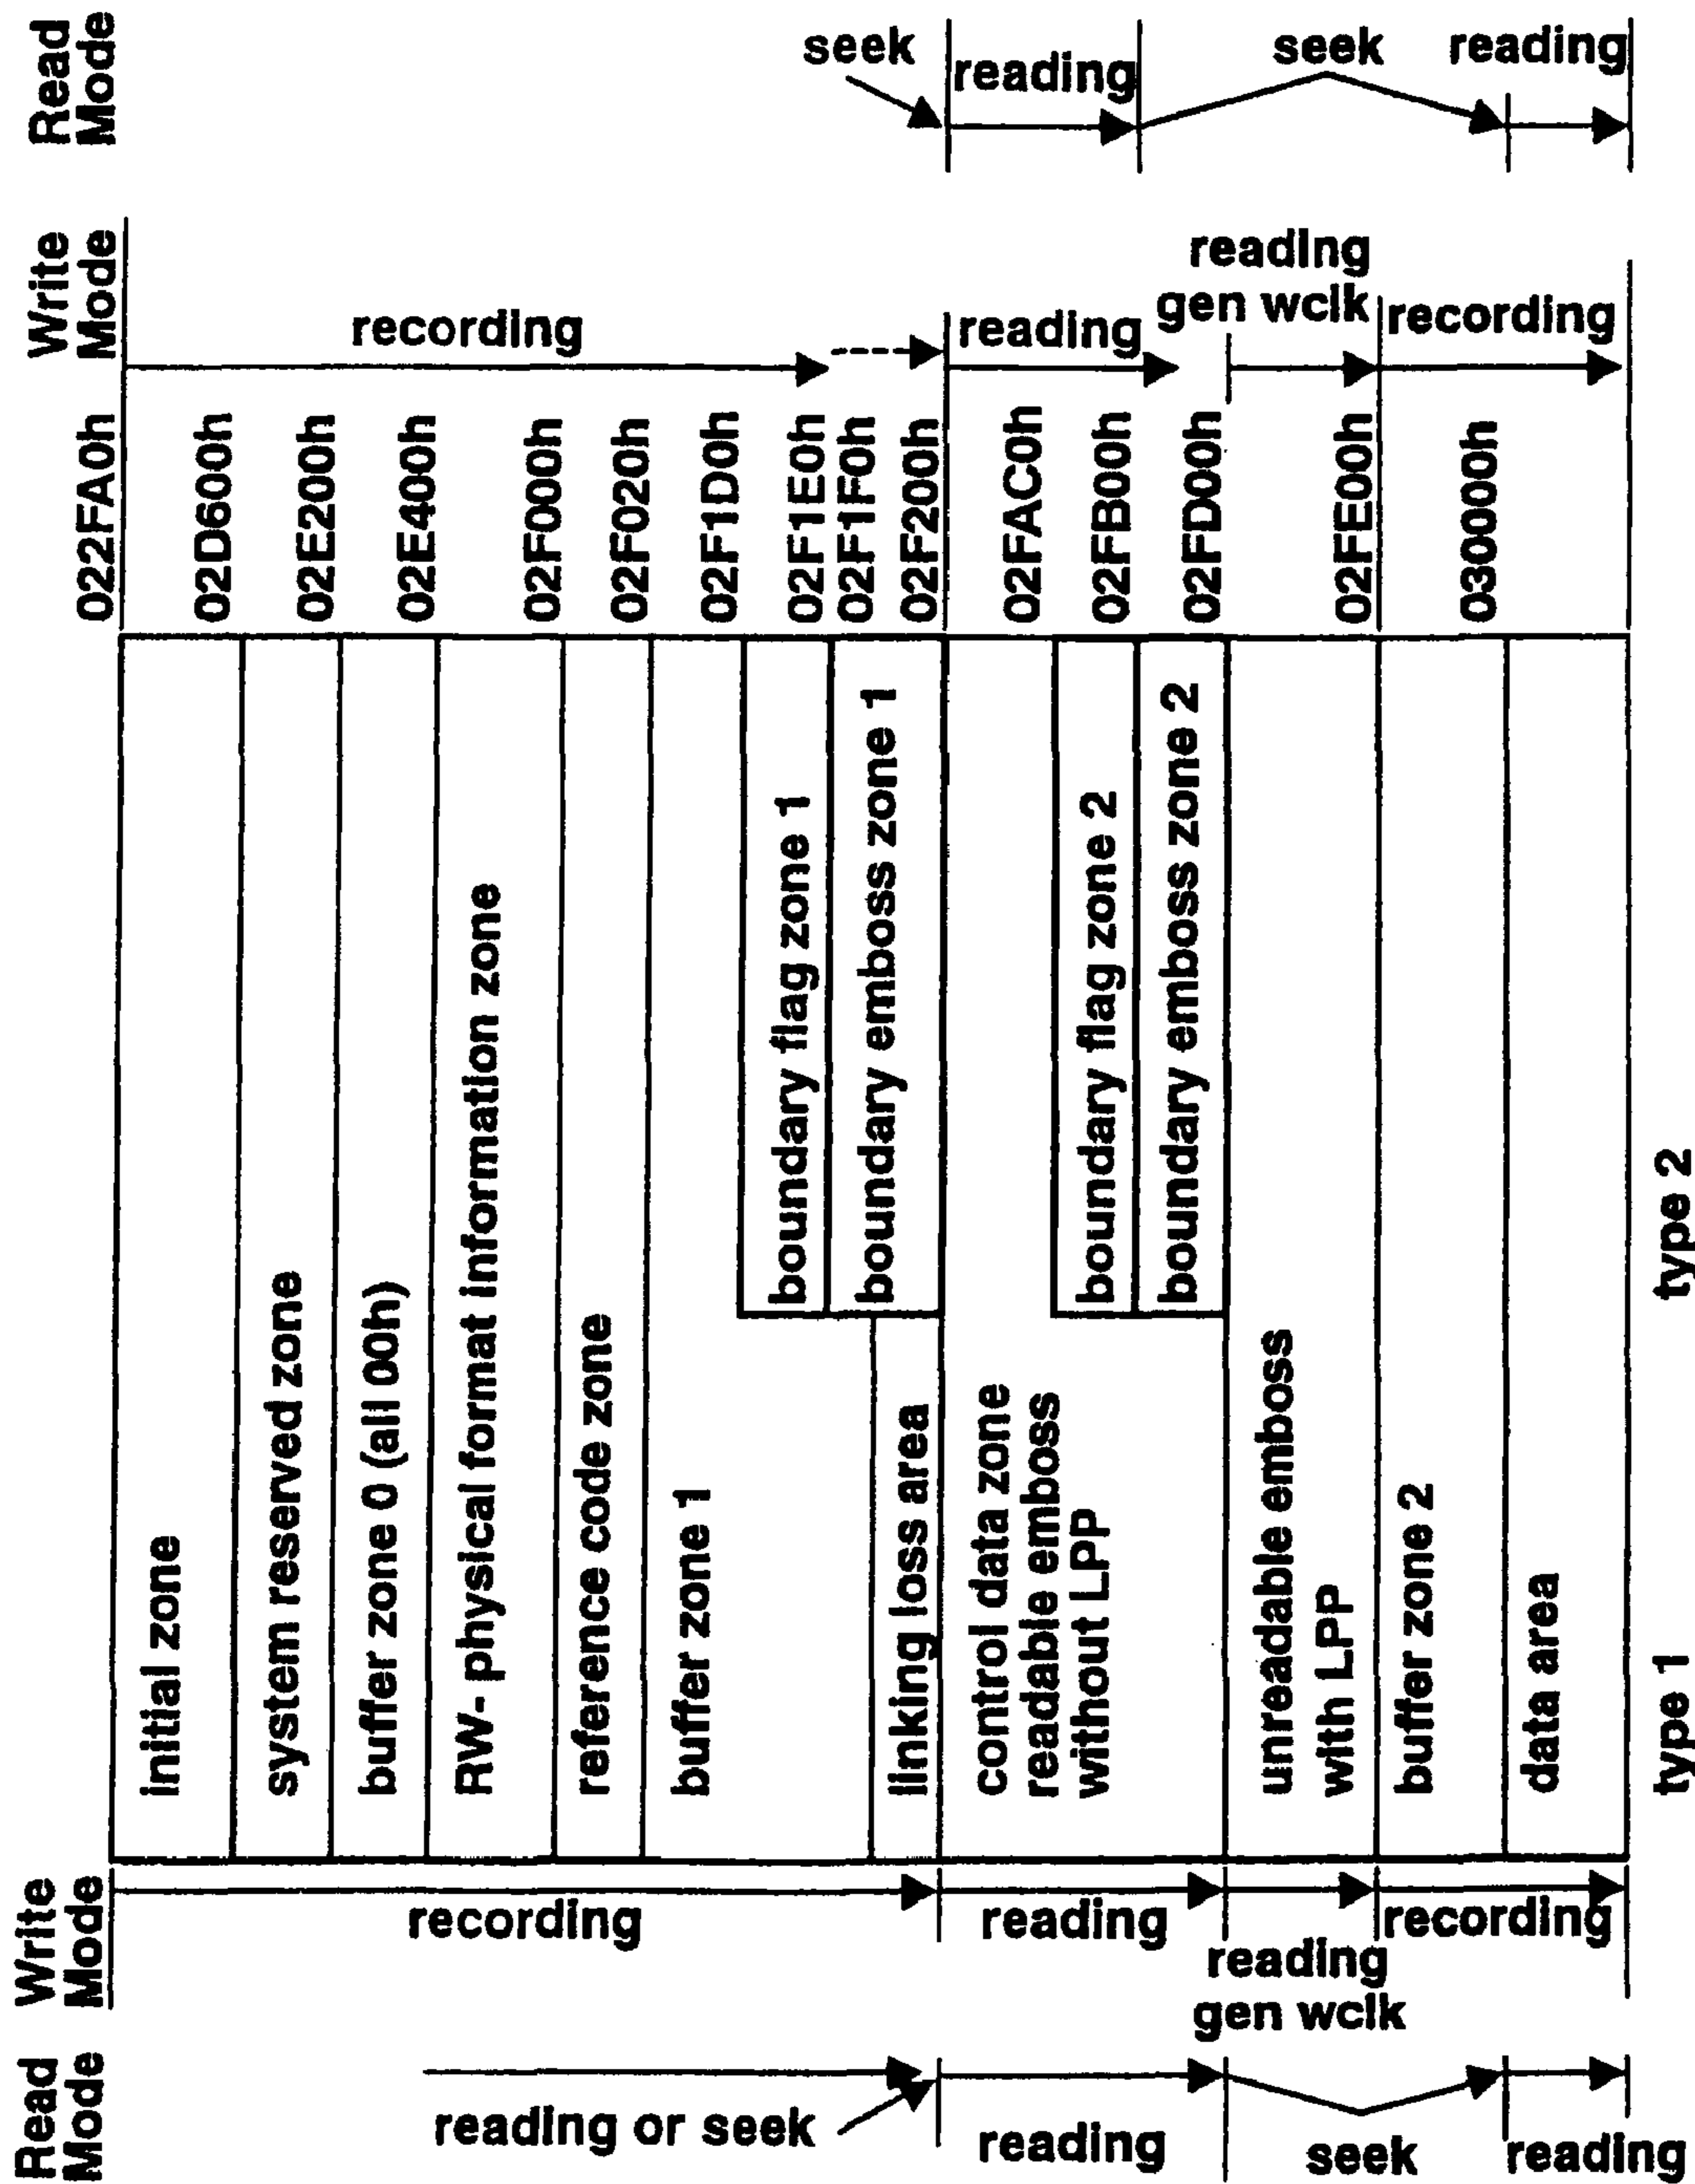 Read
Mode
seek
reading
seek
reading
Write
Mode
recording
reading
reading
gen wclk
recording
022FA0h
02D600h
02E200h
02E400h
02F000h
02F020h
02F1D0h
02F1E0h
02F1F0h
02F200h
02FAC0h
02FB00h
02FD00h
02FE00h
030000h
initial zone
system reserved zone
buffer zone 0 (all 00h)
RW- physical format information zone
reference code zone
buffer zone 1
boundary flag zone 1
boundary emboss zone 1
linking loss area
control data zone
readable emboss
without LPP
boundary flag zone 2
boundary emboss zone 2
unreadable emboss
with LPP
buffer zone 2
data area
type 1
type 2
Write
Mode
recording
reading
reading
gen wclk
recording
Read
Mode
reading or seek
reading
seek
reading